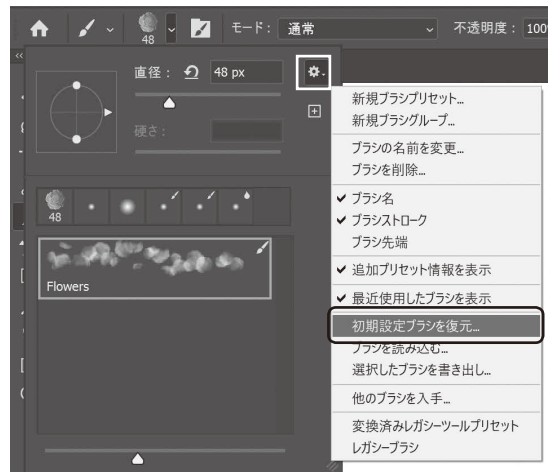 48
モード： 通常
不透明度： 100
直径： 48 px
硬さ：
48
Flowers
新規ブラシプリセット...
新規ブラシグループ...
ブラシの名前を変更...
ブラシを削除...
ブラシ名
ブラシストローク
ブラシ先端
追加プリセット情報を表示
最近使用したブラシを表示
初期設定ブラシを復元...
ブラシを読み込む...
選択したブラシを書き出し...
他のブラシを入手...
変換済みレガシーツールプリセット
レガシーブラシ